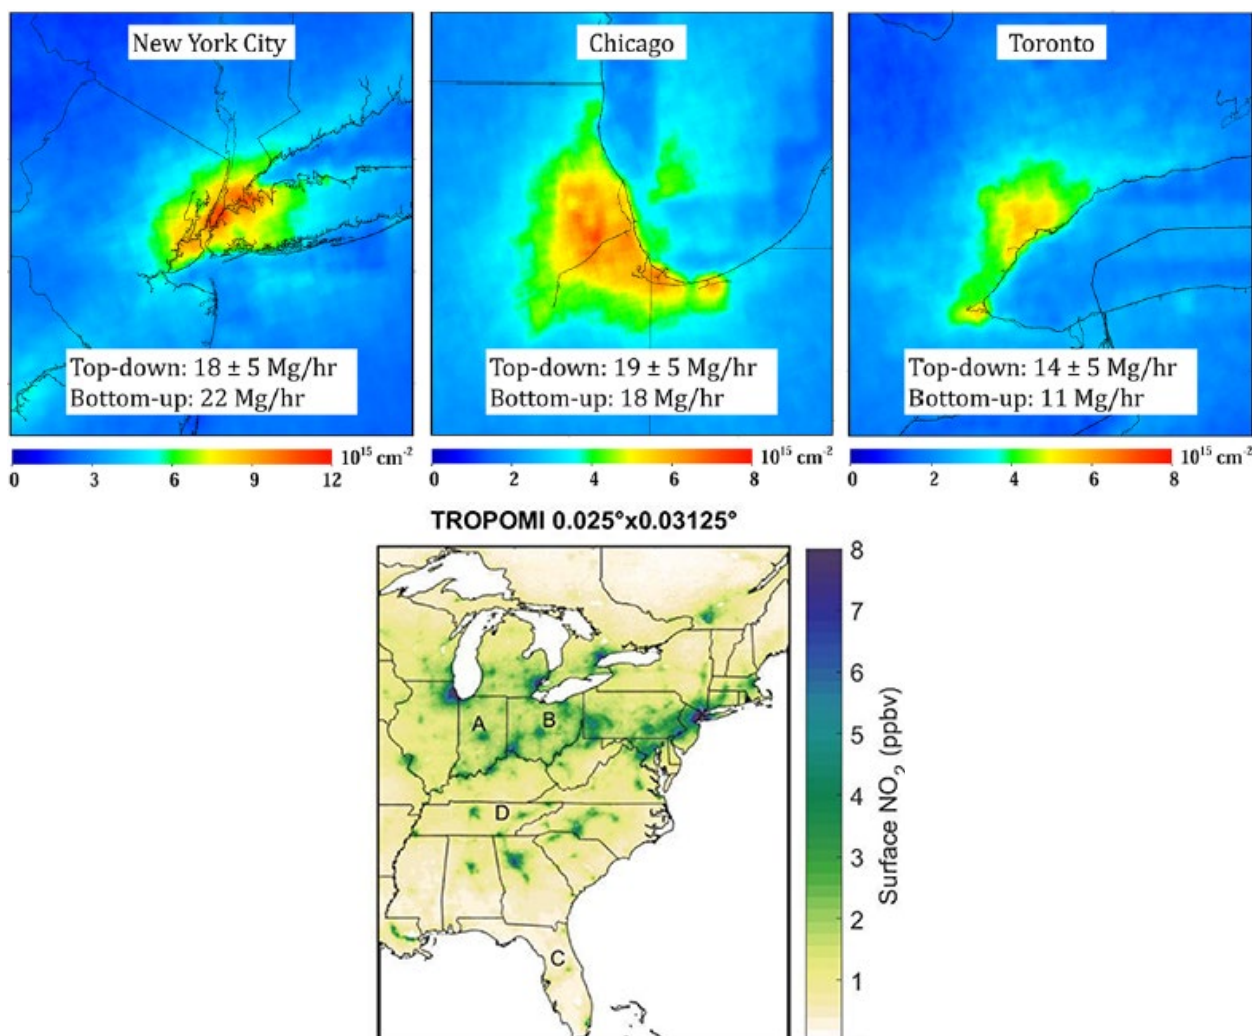 New York City
Chicago
Toronto
Top-down: 18 ± 5 Mg/hr
Bottom-up: 22 Mg/hr
Top-down: 19 ± 5 Mg/hr
Bottom-up: 18 Mg/hr
Top-down: 14 ± 5 Mg/hr
Bottom-up: 11 Mg/hr
0 3 6 9 12 10¹⁵ cm⁻²
0 2 4 6 8 10¹⁵ cm⁻²
0 2 4 6 8 10¹⁵ cm⁻²
TROPOMI 0.025°x0.03125°
8
7
6
5
4
3
2
1
Surface NO₂ (ppbv)
A
B
D
C